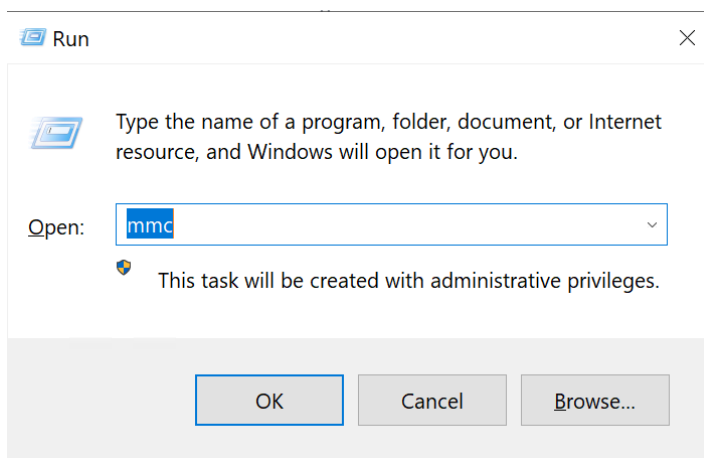 Run
Type the name of a program, folder, document, or Internet
resource, and Windows will open it for you.
Open:
mmc
This task will be created with administrative privileges.
OK
Cancel
Browse...